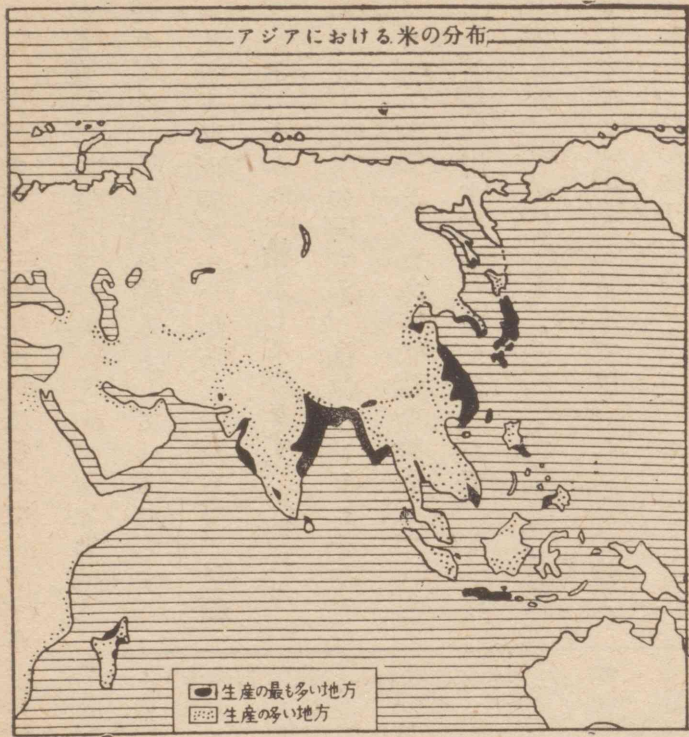 アジアにおける米の分布
生産の最も多い地方
生産の多い地方